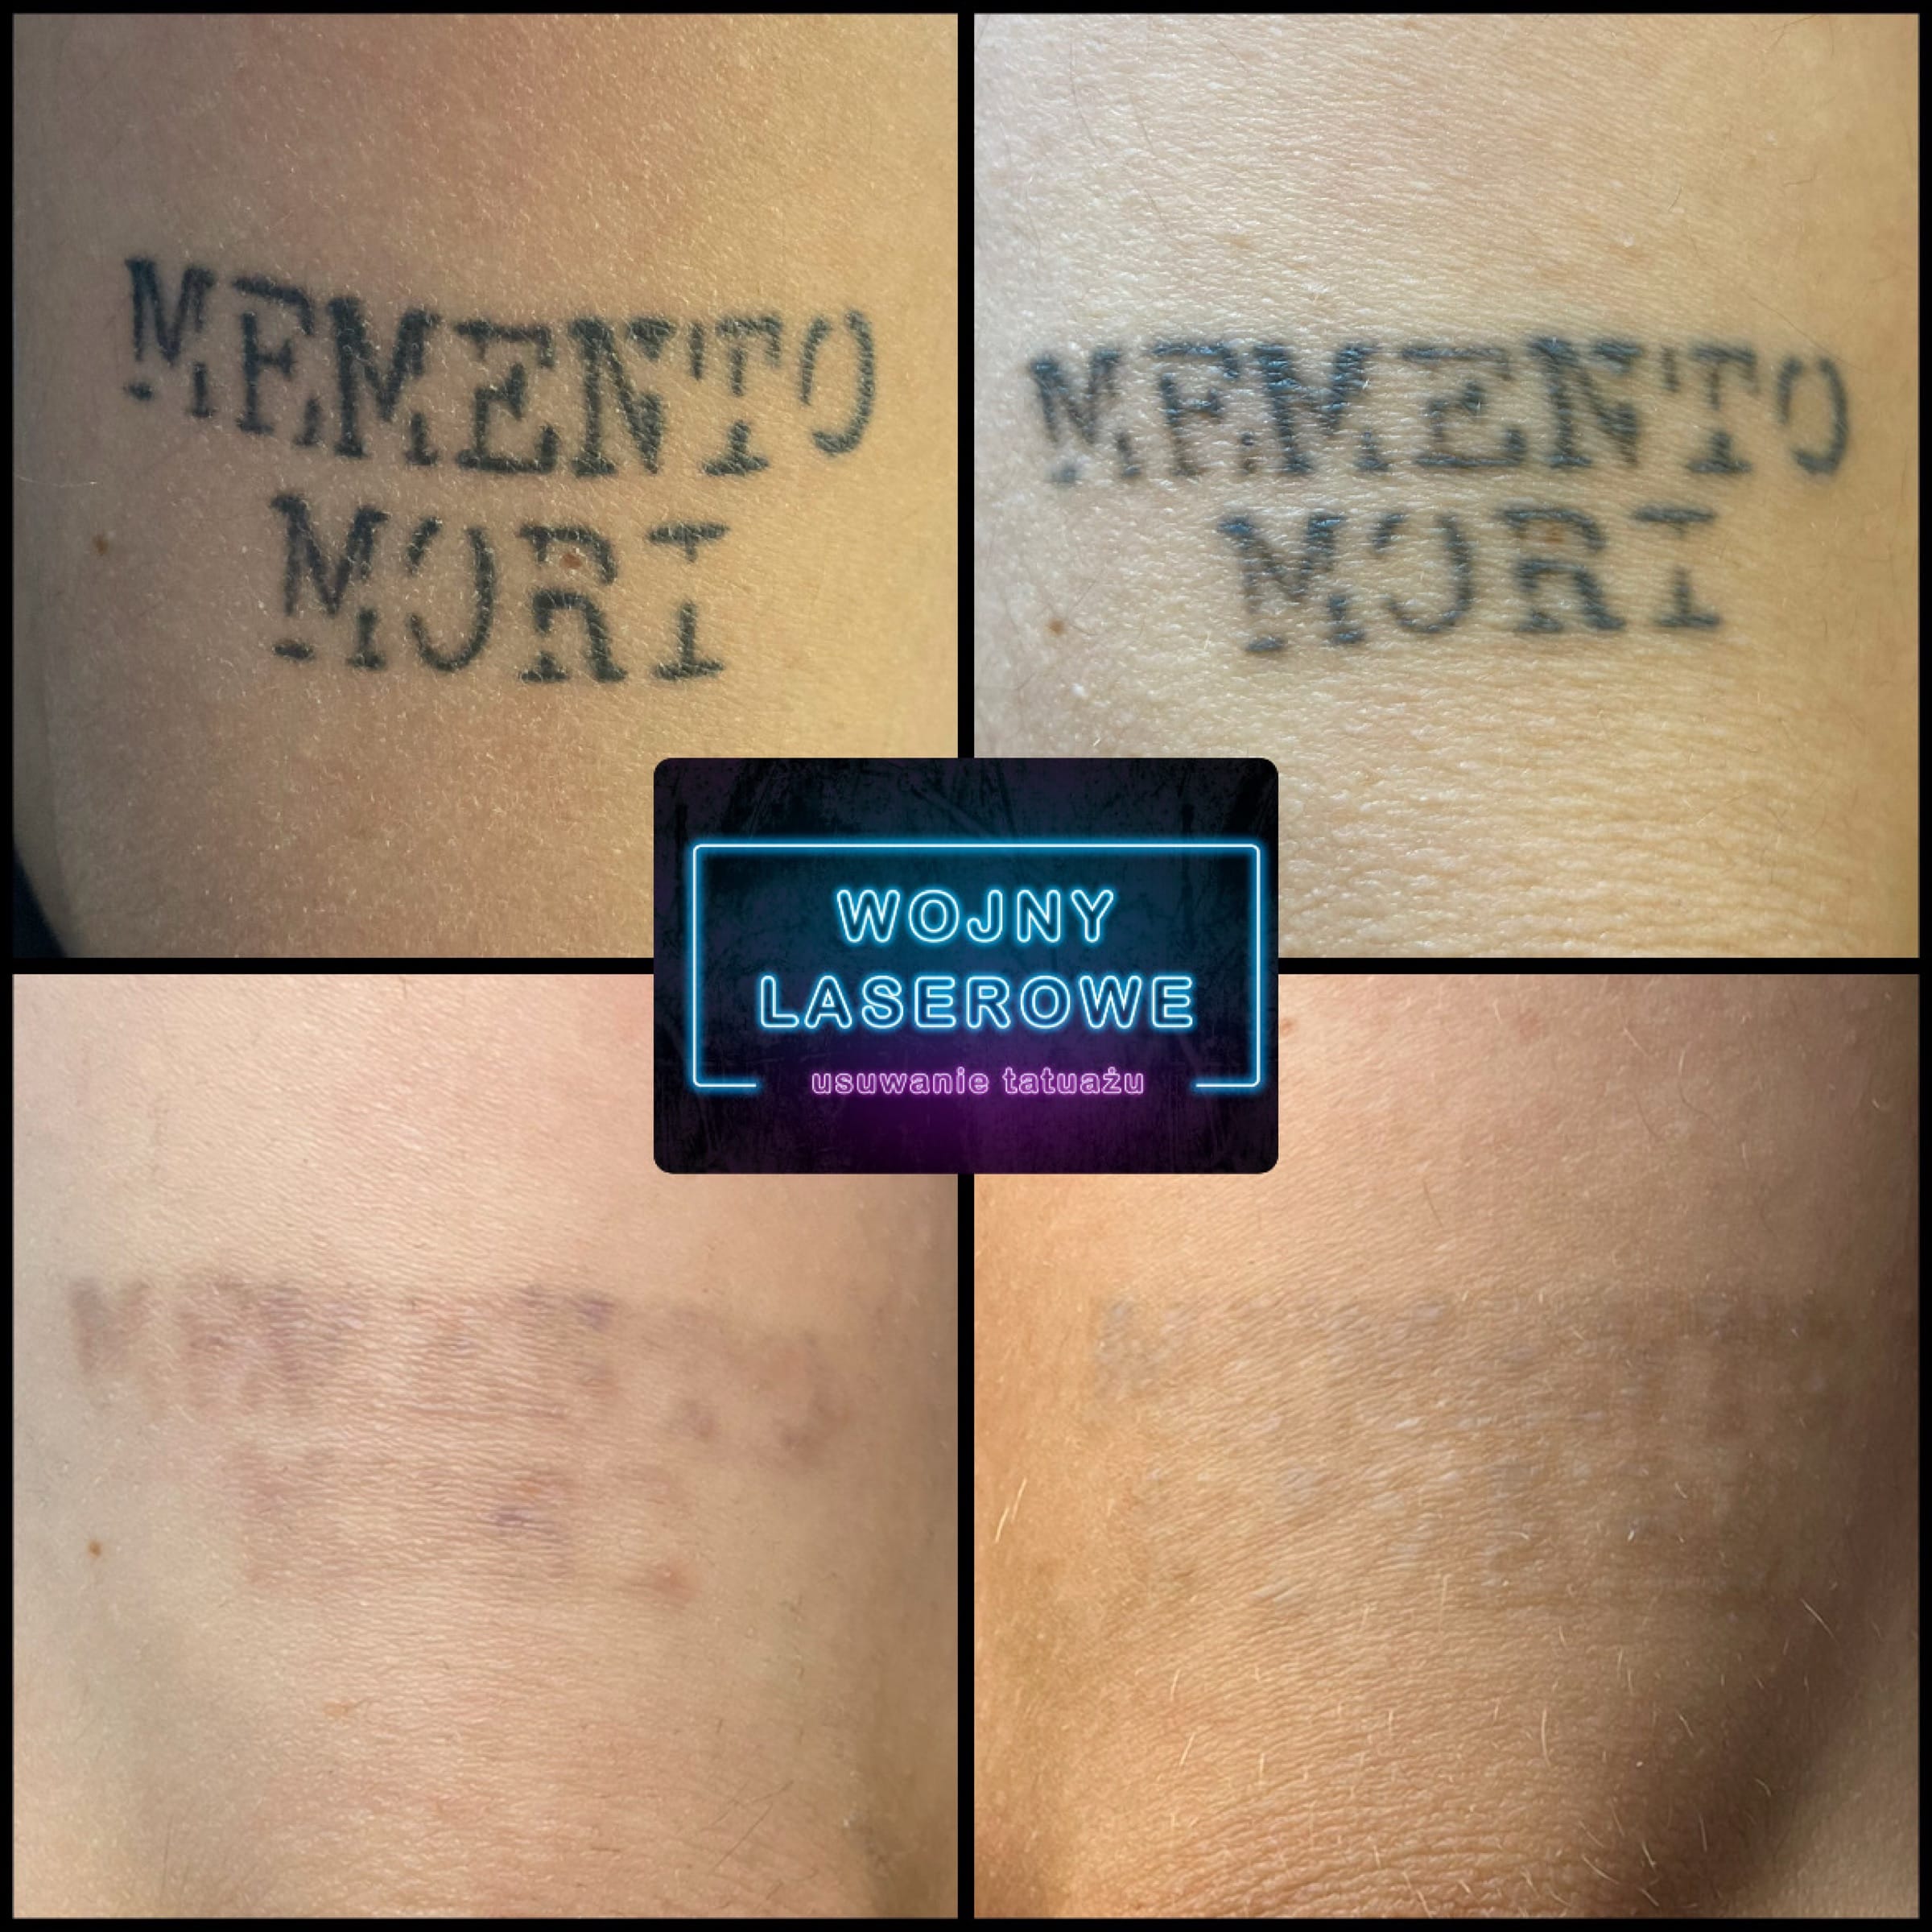 MEMENTO
MORI
MEMENTO
MORI
WOJNY
LASEROWE
usuwanie tatuażu